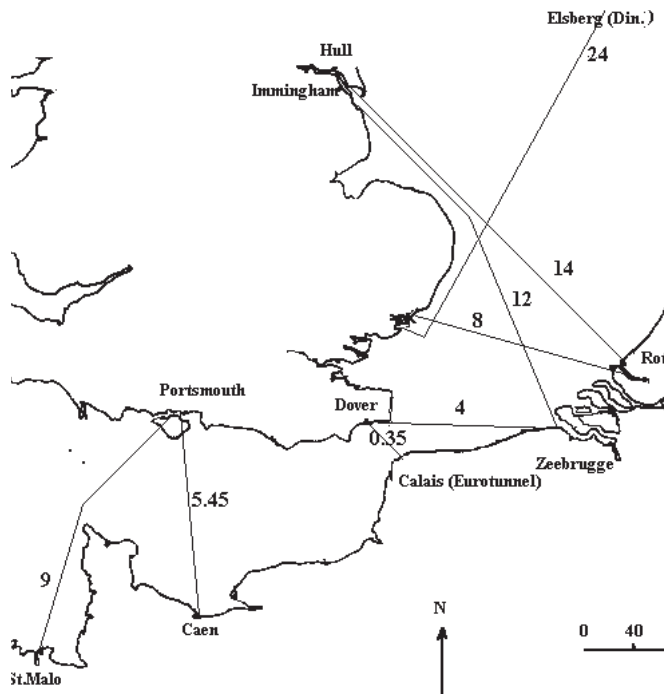 Elsberg (Din.)
24
Hull
Immingham
14
12
8
Rou
Portsmouth
Dover
4
0.35
Zeebrugge
Calais (Eurotunnel)
5.45
9
N
Caen
0 40
St.Malo